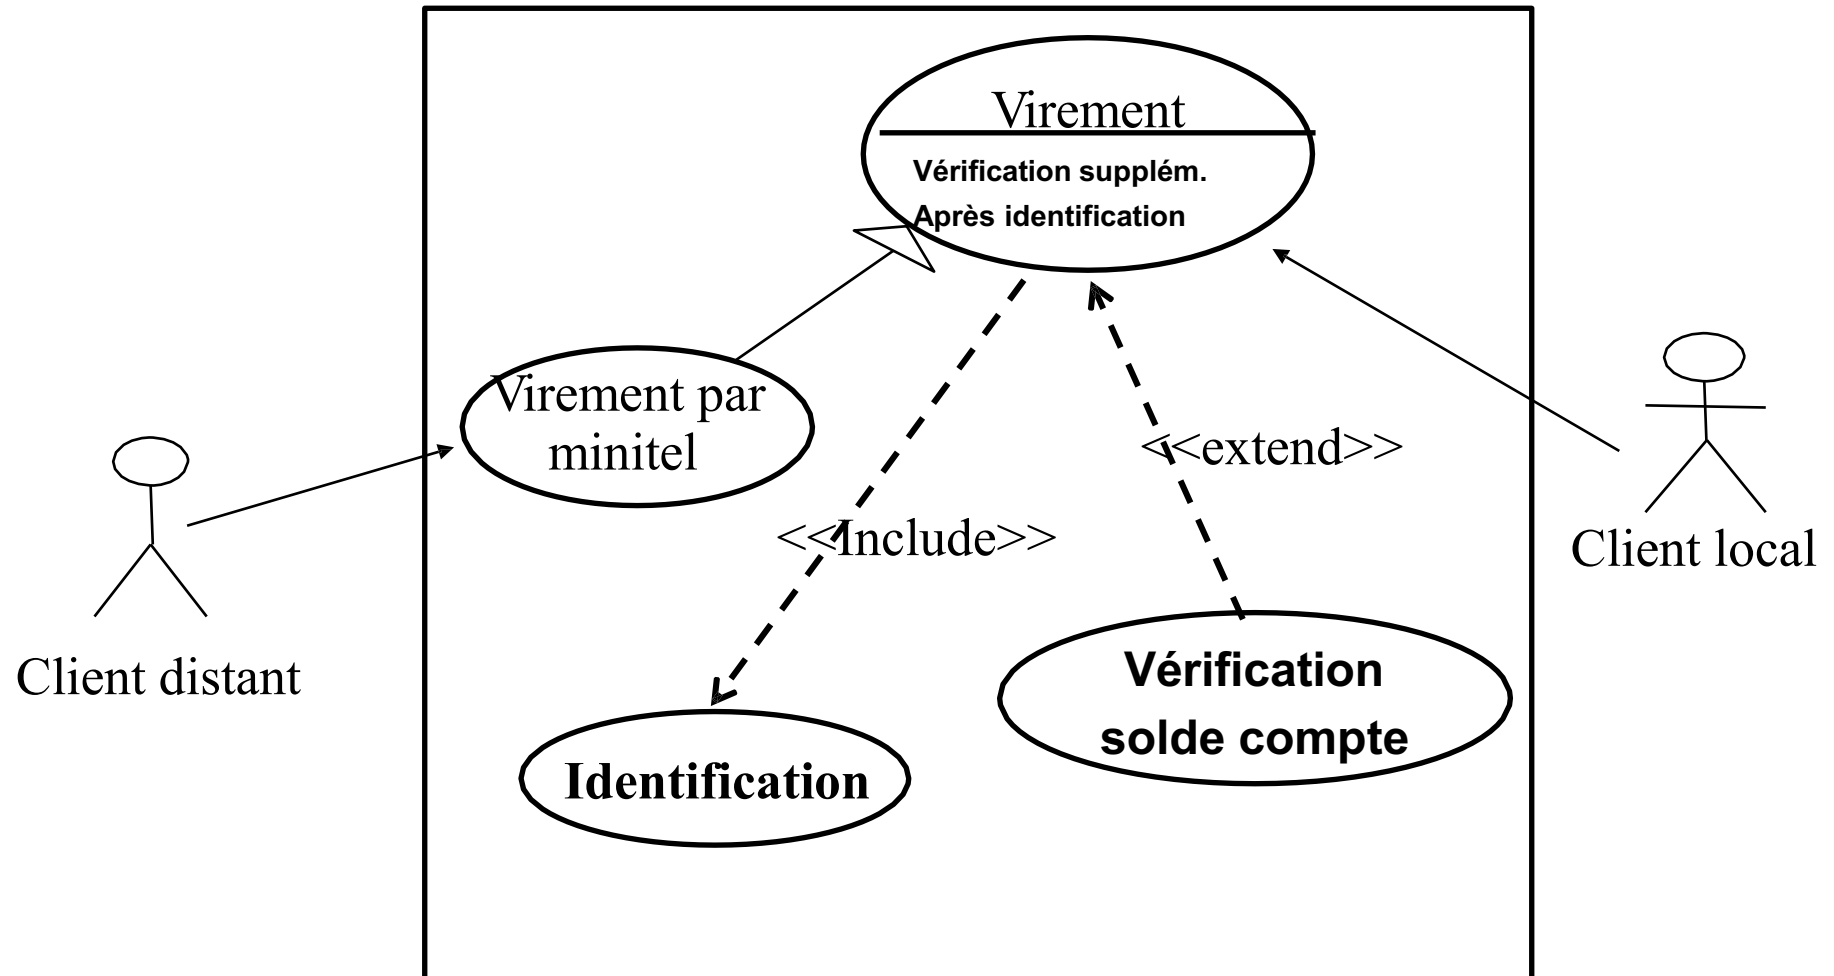 Virement
Vérification supplém.
Après identification
Virement par
minitel
<<extend>>
<<Include>>
Client local
Client distant
Vérification
solde compte
Identification